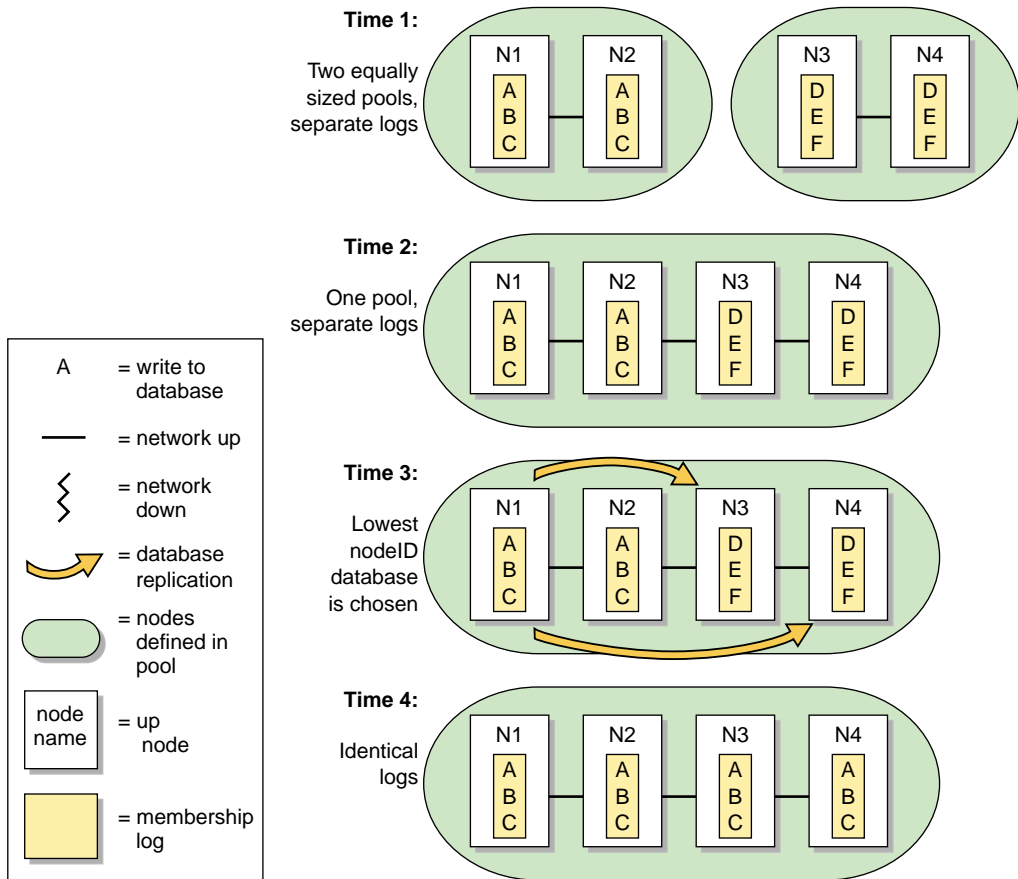 Time 1:
Two equally
sized pools,
separate logs
N1
A
B
C
N2
A
B
C
N3
D
E
F
N4
D
E
F
Time 2:
One pool,
separate logs
N1
A
B
C
N2
A
B
C
N3
D
E
F
N4
D
E
F
Time 3:
Lowest
nodeID
database
is chosen
N1
A
B
C
N2
A
B
C
N3
D
E
F
N4
D
E
F
Time 4:
Identical
logs
N1
A
B
C
N2
A
B
C
N3
A
B
C
N4
A
B
C
A = write to
database
= network up
= network
down
= database
replication
= nodes
defined in
pool
node
name
= up
node
= membership
log